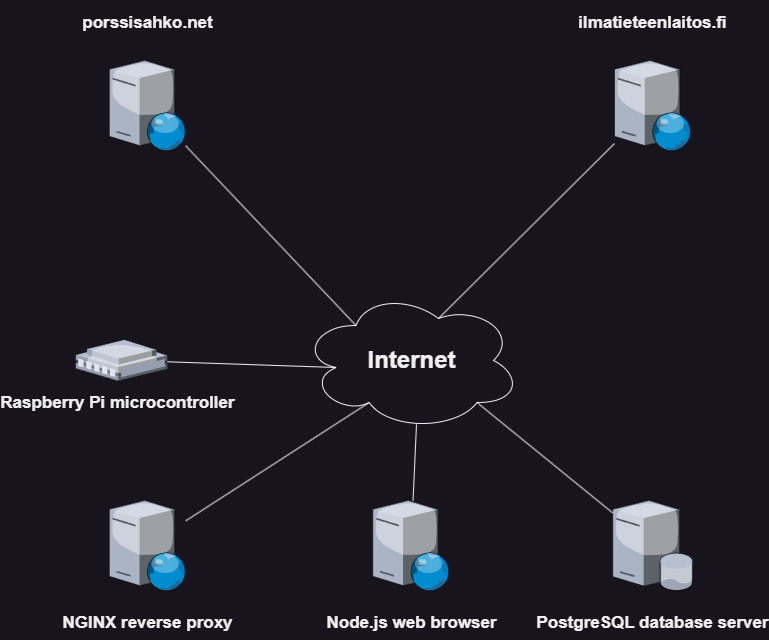 porssisahko.net
ilmatieteenlaitos.fi
Internet
Raspberry Pi microcontroller
NGINX reverse proxy
Node.js web browser
PostgreSQL database server